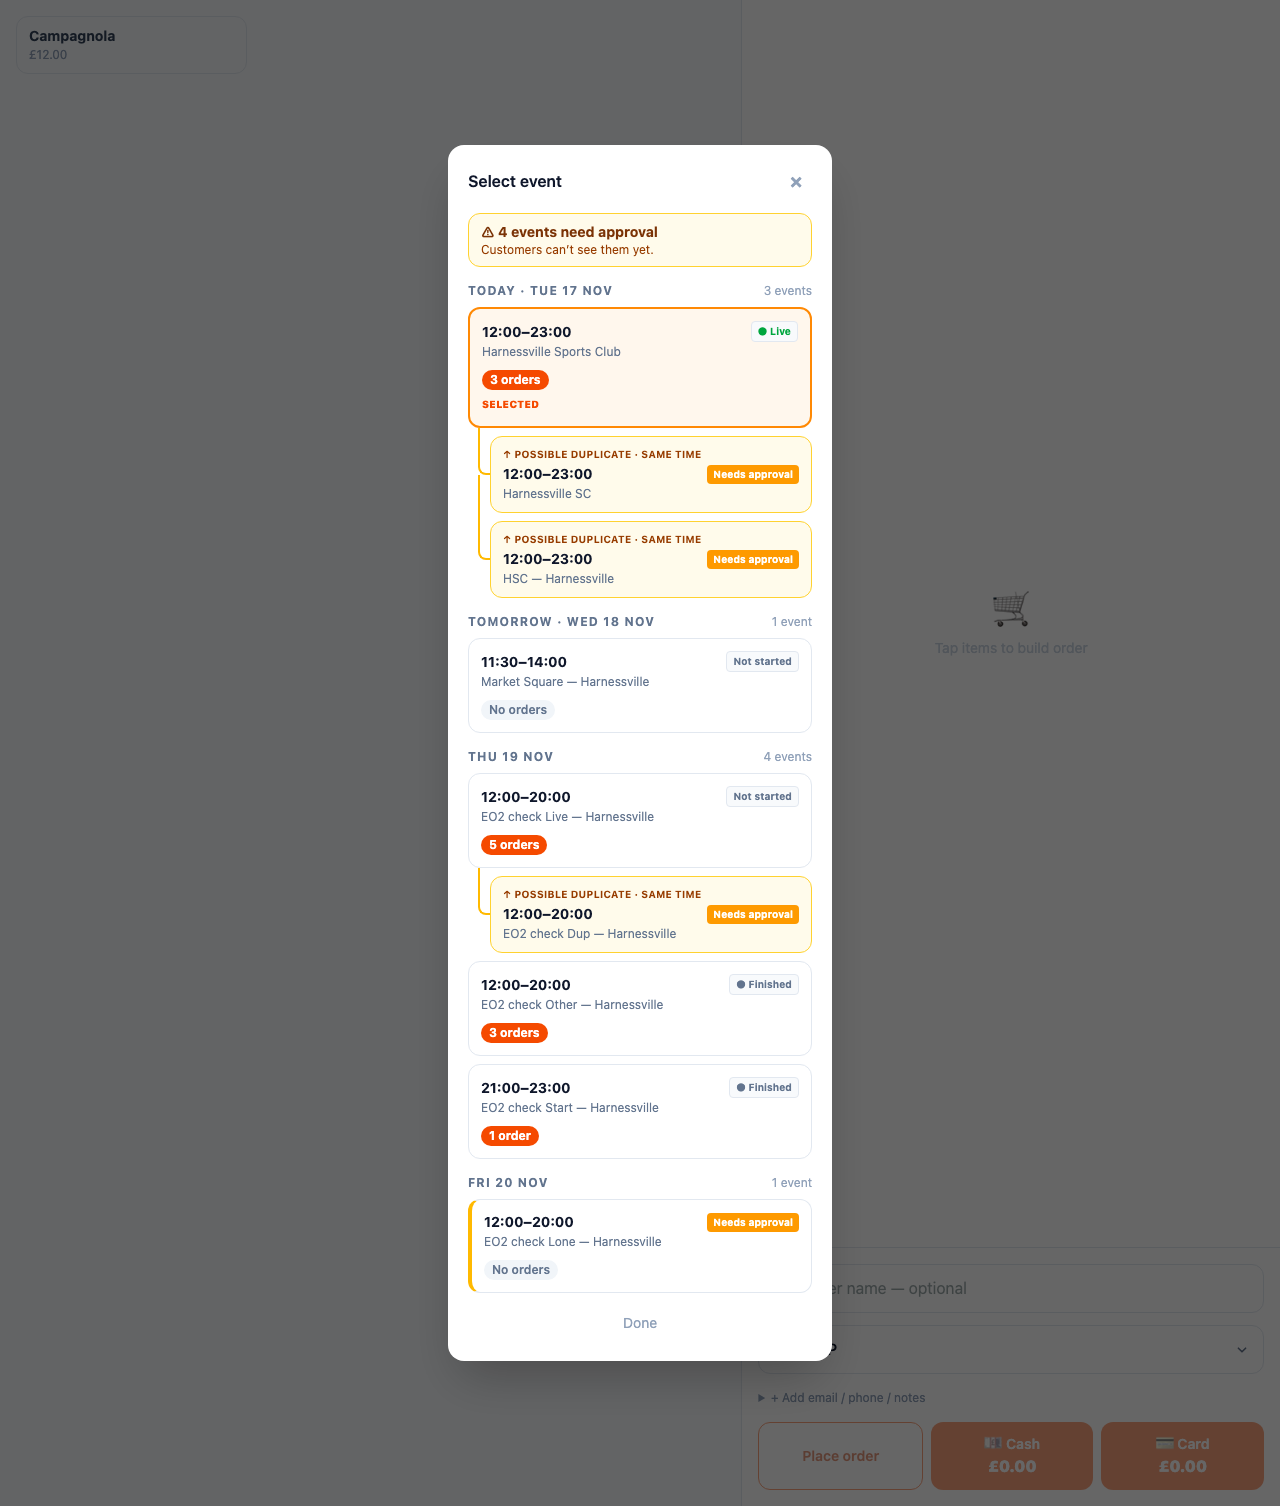 Campagnola
£12.00
Select event
×
⚠ 4 events need approval
Customers can't see them yet.
TODAY · TUE 17 NOV
3 events
12:00–23:00
Live
Harnessville Sports Club
3 orders
SELECTED
↑ POSSIBLE DUPLICATE · SAME TIME
12:00–23:00
Needs approval
Harnessville SC
↑ POSSIBLE DUPLICATE · SAME TIME
12:00–23:00
Needs approval
HSC — Harnessville
TOMORROW · WED 18 NOV
1 event
11:30–14:00
Not started
Market Square — Harnessville
No orders
Tap items to build order
THU 19 NOV
4 events
12:00–20:00
Not started
EO2 check Live — Harnessville
5 orders
↑ POSSIBLE DUPLICATE · SAME TIME
12:00–20:00
Needs approval
EO2 check Dup — Harnessville
12:00–20:00
Finished
EO2 check Other — Harnessville
3 orders
21:00–23:00
Finished
EO2 check Start — Harnessville
1 order
FRI 20 NOV
1 event
12:00–20:00
Needs approval
EO2 check Lone — Harnessville
No orders
Done
name — optional
+ Add email / phone / notes
Place order
Cash
£0.00
Card
£0.00